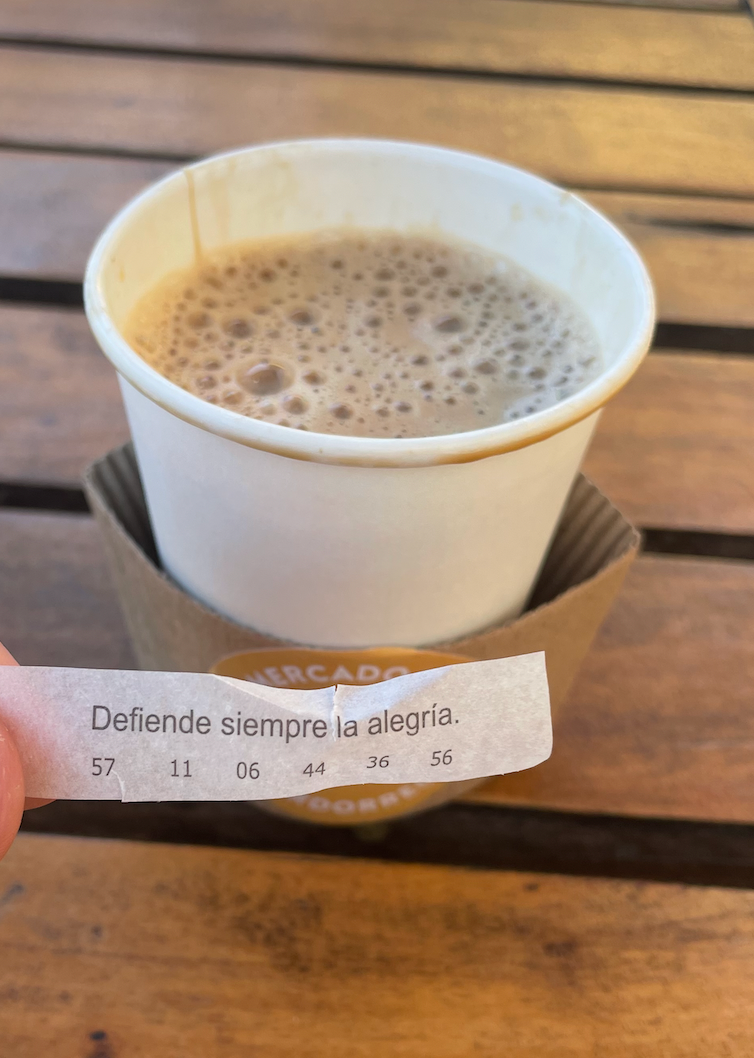 MERCADO
Defiende siempre la alegría.
57 11 06 44 36 56